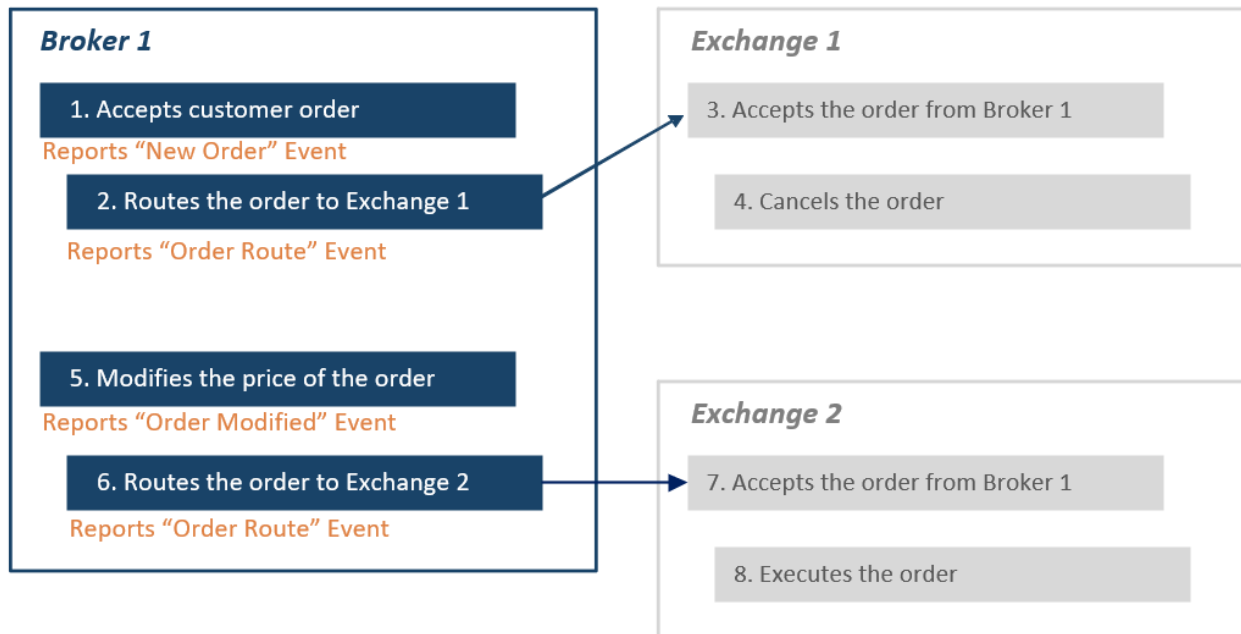 Broker 1
1. Accepts customer order
Reports “New Order” Event
2. Routes the order to Exchange 1
Reports “Order Route” Event
5. Modifies the price of the order
Reports “Order Modified” Event
6. Routes the order to Exchange 2
Reports “Order Route” Event
Exchange 1
3. Accepts the order from Broker 1
4. Cancels the order
Exchange 2
7. Accepts the order from Broker 1
8. Executes the order